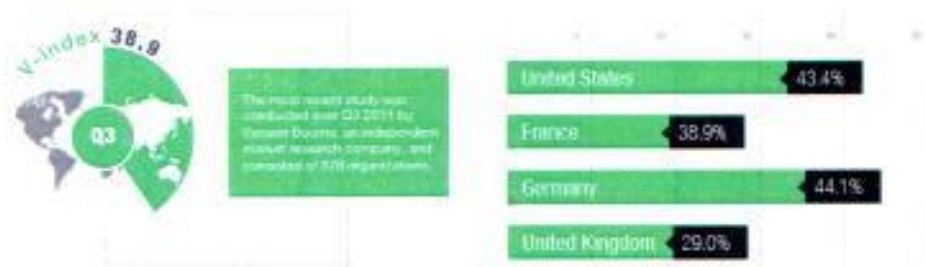 V-index 38.9
Q3
The most recent study was
conducted over Q3 2011 by
Vanson Bourne, an independent
market research company, and
consisted of organizations.
United States 43.4%
France 38.9%
Germany 44.1%
United Kingdom 29.0%